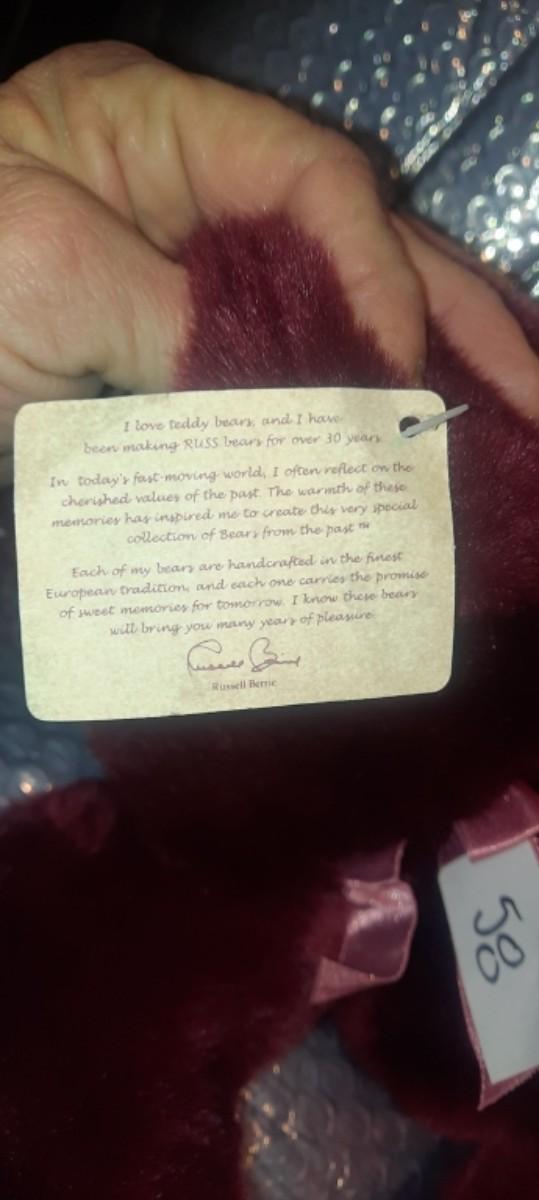 I love teddy bears, and I have
been making RUSS bears for over 30 years.
In today's fast-moving world, I often reflect on the
cherished values of the past. The warmth of these
memories has inspired me to create this very special
collection of Bears from the past ™
Each of my bears are handcrafted in the finest
European tradition, and each one carries the promise
of sweet memories for tomorrow. I know these bears
will bring you many years of pleasure.
Russell Berrie
Russell Berrie
50